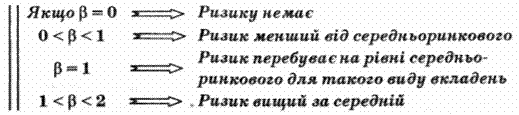 Якщо β = 0 ⟹ Ризику немає
0 < β < 1 ⟹ Ризик менший від середньоринкового
β = 1 ⟹ Ризик перебуває на рівні середньо-
ринкового для такого виду вкладень
1 < β < 2 ⟹ Ризик вищий за середній